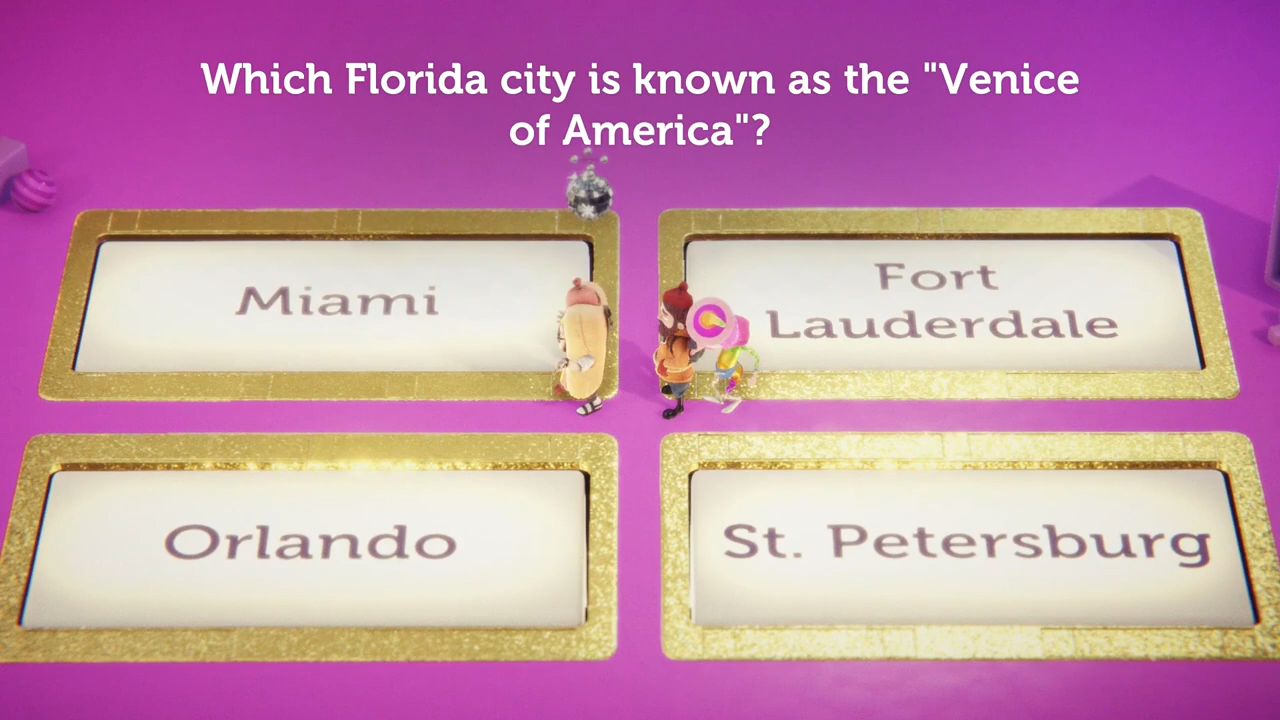 Which Florida city is known as the "Venice
of America"?
Miami
Fort
Lauderdale
Orlando
St. Petersburg